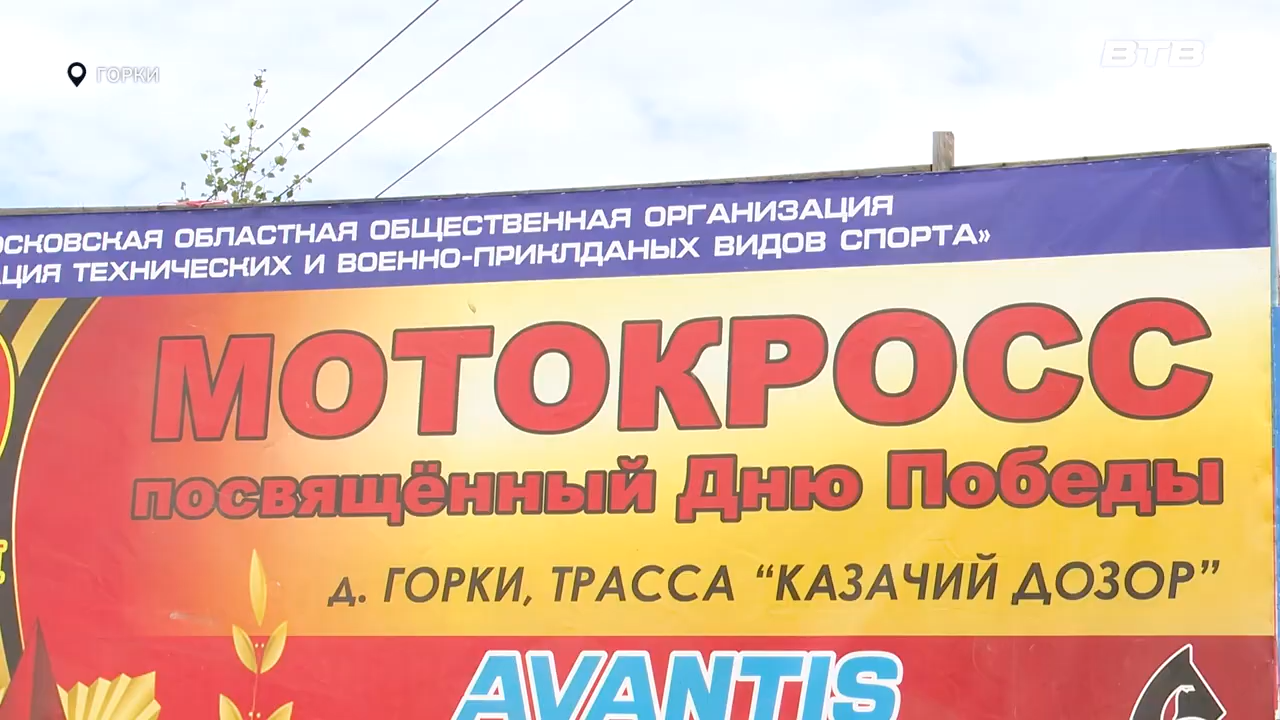 ГОРКИ
ВТВ
ОСКОВСКАЯ ОБЛАСТНАЯ ОБЩЕСТВЕННАЯ ОРГАНИЗАЦИЯ
ЦИЯ ТЕХНИЧЕСКИХ И ВОЕННО-ПРИКЛДАНЫХ ВИДОВ СПОРТА»
МОТОКРОСС
посвящённый Дню Победы
д. ГОРКИ, ТРАССА “КАЗАЧИЙ ДОЗОР”
AVANTIS